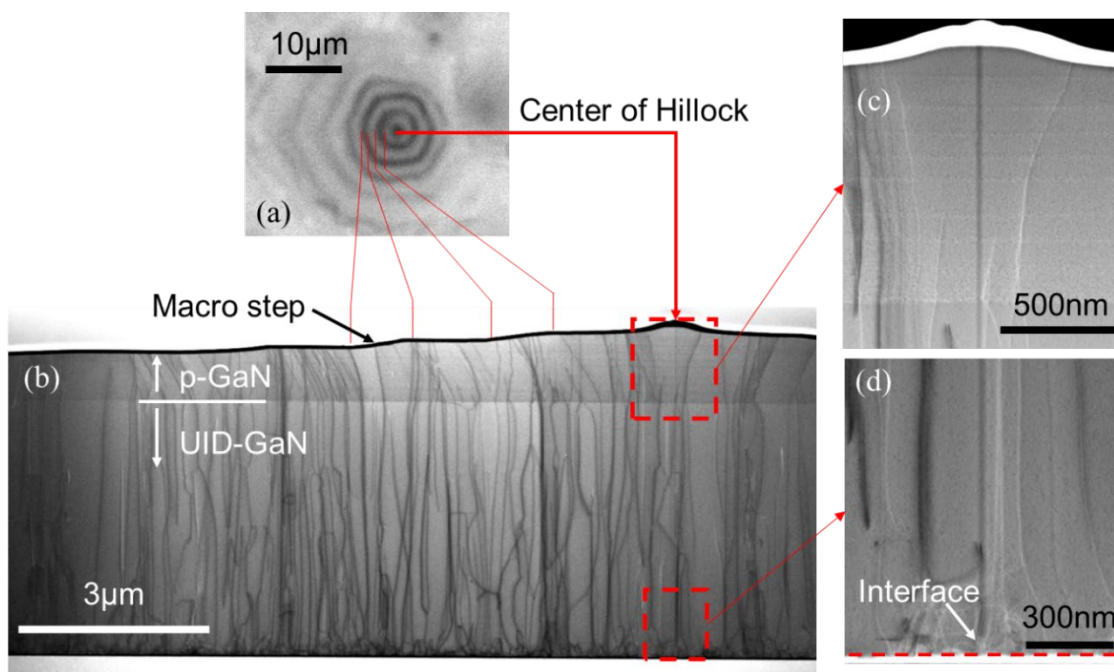 10µm
Center of Hillock
(a)
(c)
500nm
Macro step
(b)
p-GaN
UID-GaN
3µm
(d)
Interface
300nm